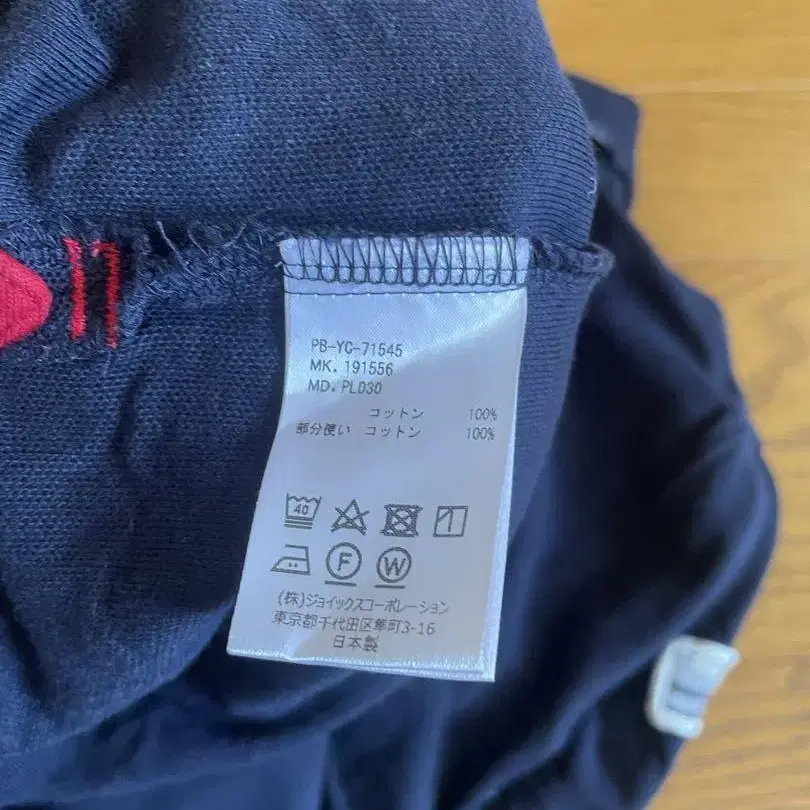 PB-YC-71545
MK. 191556
MD. PLD30
コットン 100%
部分使い コットン 100%
40
F W
(株)ジョイックスコーポレーション
東京都千代田区隼町3-16
日本製